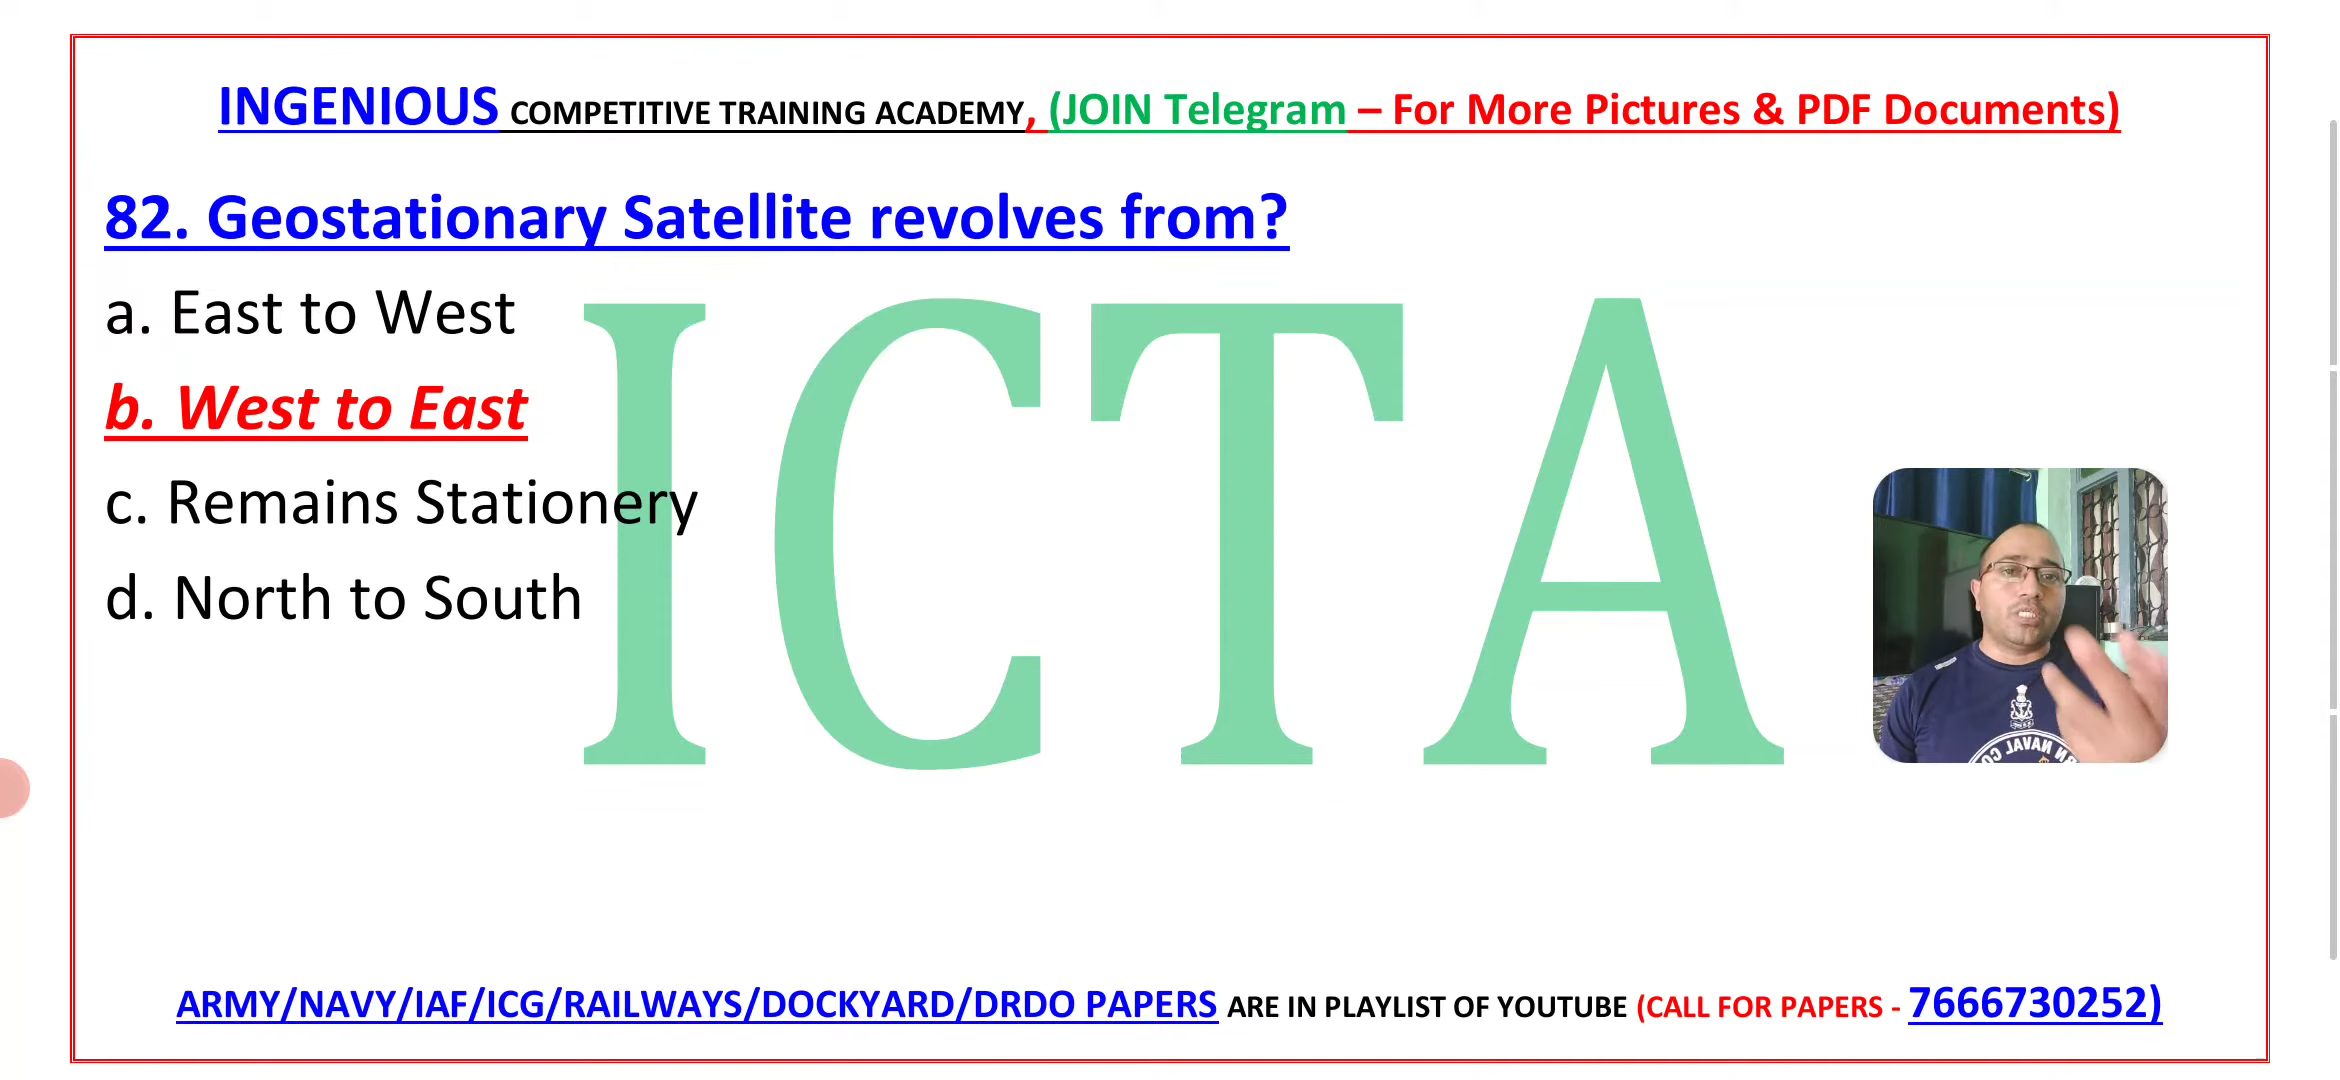 INGENIOUS COMPETITIVE TRAINING ACADEMY, (JOIN Telegram – For More Pictures & PDF Documents)
82. Geostationary Satellite revolves from?
a. East to West
b. West to East
c. Remains Stationery
d. North to South
ICTA
ARMY/NAVY/IAF/ICG/RAILWAYS/DOCKYARD/DRDO PAPERS ARE IN PLAYLIST OF YOUTUBE (CALL FOR PAPERS - 7666730252)